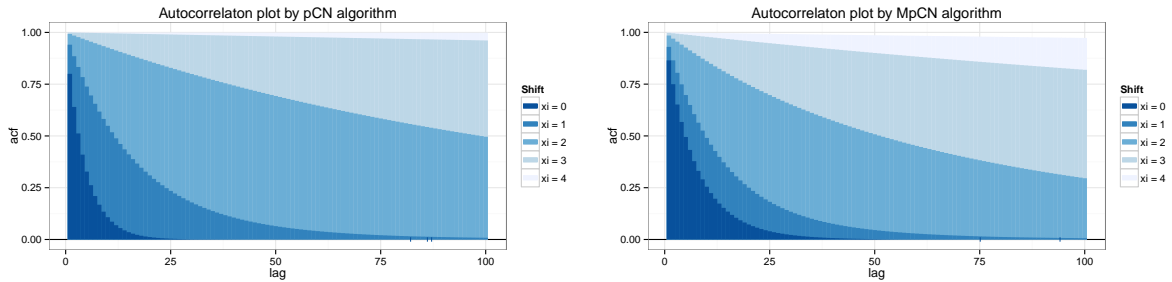 Autocorrelaton plot by pCN algorithm
1.00
0.75
0.50
0.25
0.00
acf
0
25
50
75
100
lag
Shift
xi = 0
xi = 1
xi = 2
xi = 3
xi = 4
Autocorrelaton plot by MpCN algorithm
1.00
0.75
0.50
0.25
0.00
acf
0
25
50
75
100
lag
Shift
xi = 0
xi = 1
xi = 2
xi = 3
xi = 4